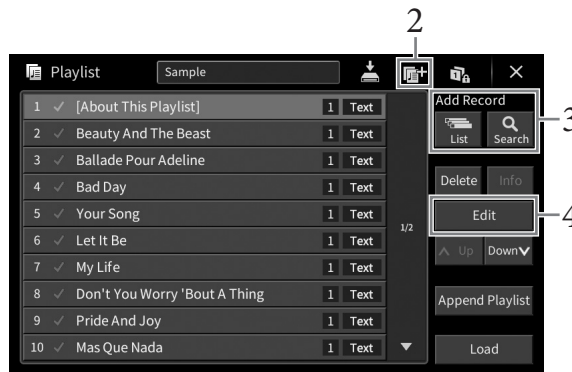 2
Playlist Sample
Add Record
List Search
3
1 [About This Playlist] 1 Text
2 Beauty And The Beast 1 Text
3 Ballade Pour Adeline 1 Text
4 Bad Day 1 Text
5 Your Song 1 Text
6 Let It Be 1 Text
7 My Life 1 Text
8 Don't You Worry 'Bout A Thing 1 Text
9 Pride And Joy 1 Text
10 Mas Que Nada 1 Text
1/2
Delete Info
Edit
4
Up Down
Append Playlist
Load